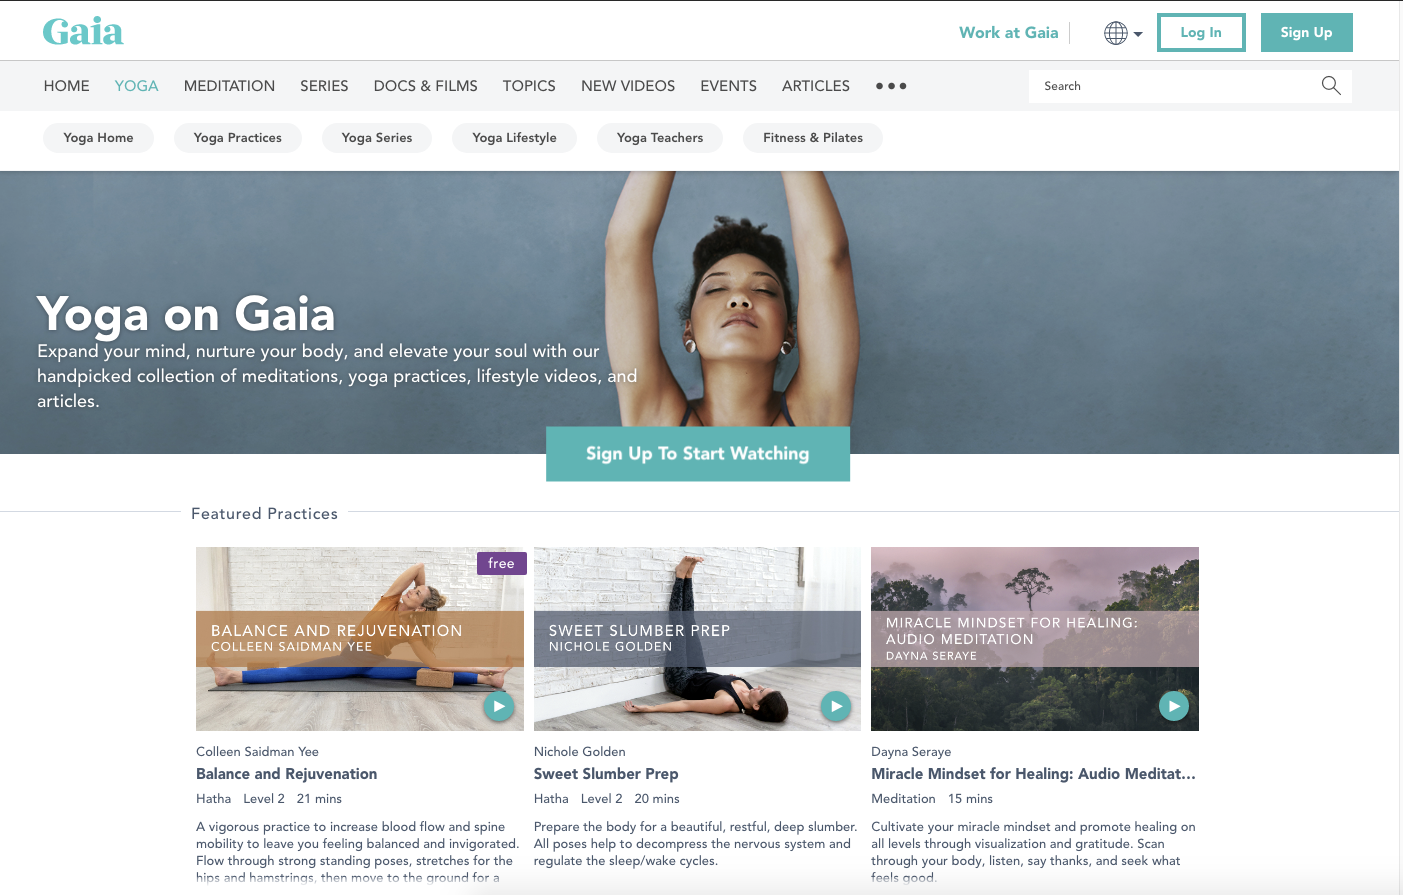 Gaia
Work at Gaia
Log In
Sign Up
HOME YOGA MEDITATION SERIES DOCS & FILMS TOPICS NEW VIDEOS EVENTS ARTICLES
Search
Yoga Home Yoga Practices Yoga Series Yoga Lifestyle Yoga Teachers Fitness & Pilates
Yoga on Gaia
Expand your mind, nurture your body, and elevate your soul with our
handpicked collection of meditations, yoga practices, lifestyle videos, and
articles.
Sign Up To Start Watching
Featured Practices
free
BALANCE AND REJUVENATION
COLLEEN SAIDMAN YEE
Colleen Saidman Yee
Balance and Rejuvenation
Hatha Level 2 21 mins
A vigorous practice to increase blood flow and spine
mobility to leave you feeling balanced and invigorated.
Flow through strong standing poses, stretches for the
hips and hamstrings, then move to the ground for a
SWEET SLUMBER PREP
NICHOLE GOLDEN
Nichole Golden
Sweet Slumber Prep
Hatha Level 2 20 mins
Prepare the body for a beautiful, restful, deep slumber.
All poses help to decompress the nervous system and
regulate the sleep/wake cycles.
MIRACLE MINDSET FOR HEALING:
AUDIO MEDITATION
DAYNA SERAYE
Dayna Seraye
Miracle Mindset for Healing: Audio Meditat...
Meditation 15 mins
Cultivate your miracle mindset and promote healing on
all levels through visualization and gratitude. Scan
through your body, listen, say thanks, and seek what
feels good.